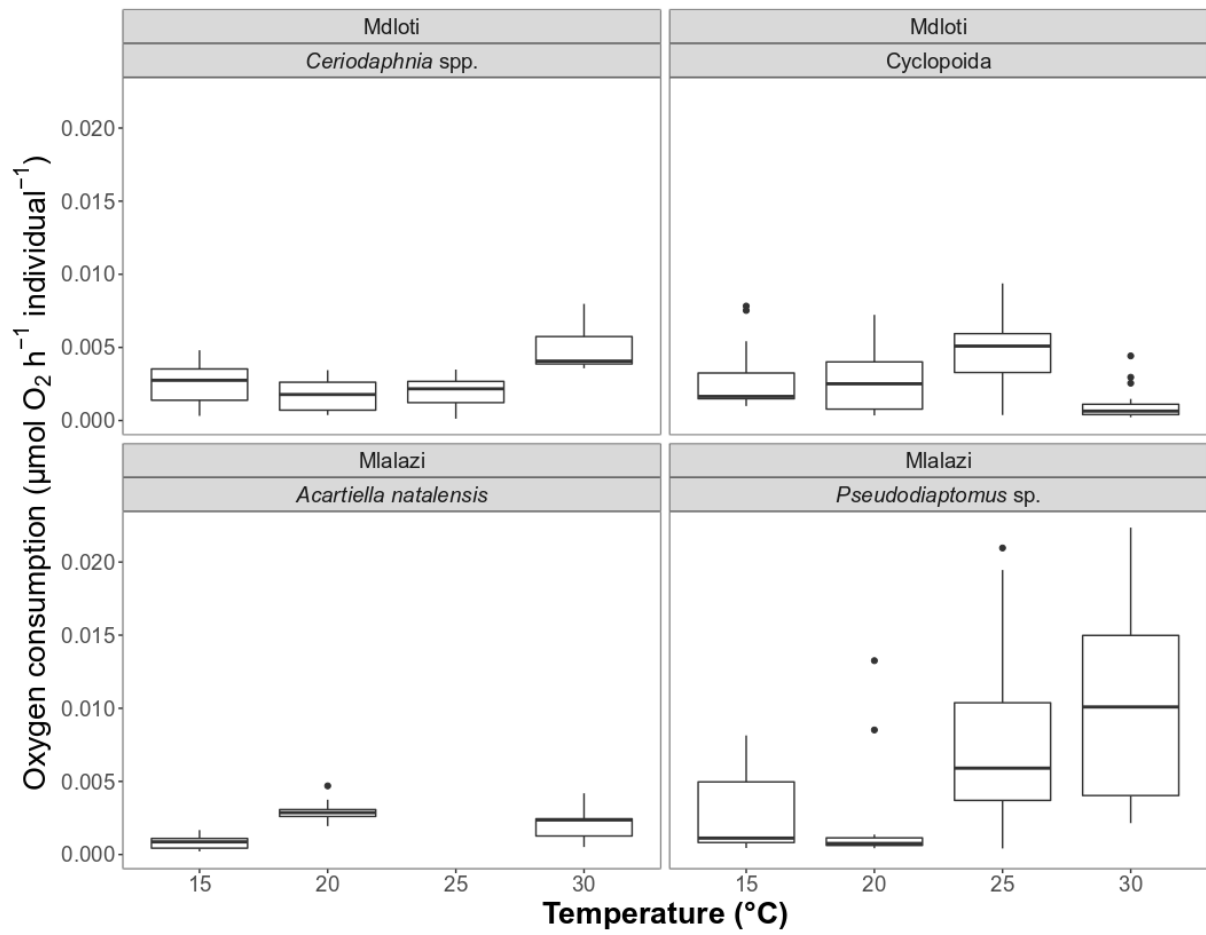 Mdloti
Ceriodaphnia spp.
Mdloti
Cyclopoida
0.020
0.015
0.010
0.005
0.000
Mlalazi
Acartiella natalensis
Mlalazi
Pseudodiaptomus sp.
0.020
0.015
0.010
0.005
0.000
15 20 25 30
15 20 25 30
Temperature (°C)
Oxygen consumption (µmol O₂ h⁻¹ individual⁻¹)